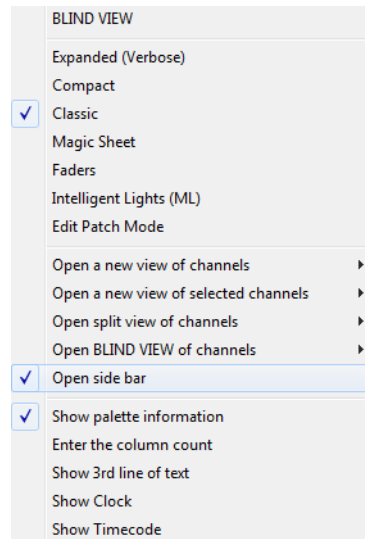 BLIND VIEW
Expanded (Verbose)
Compact
Classic
Magic Sheet
Faders
Intelligent Lights (ML)
Edit Patch Mode
Open a new view of channels
Open a new view of selected channels
Open split view of channels
Open BLIND VIEW of channels
Open side bar
Show palette information
Enter the column count
Show 3rd line of text
Show Clock
Show Timecode